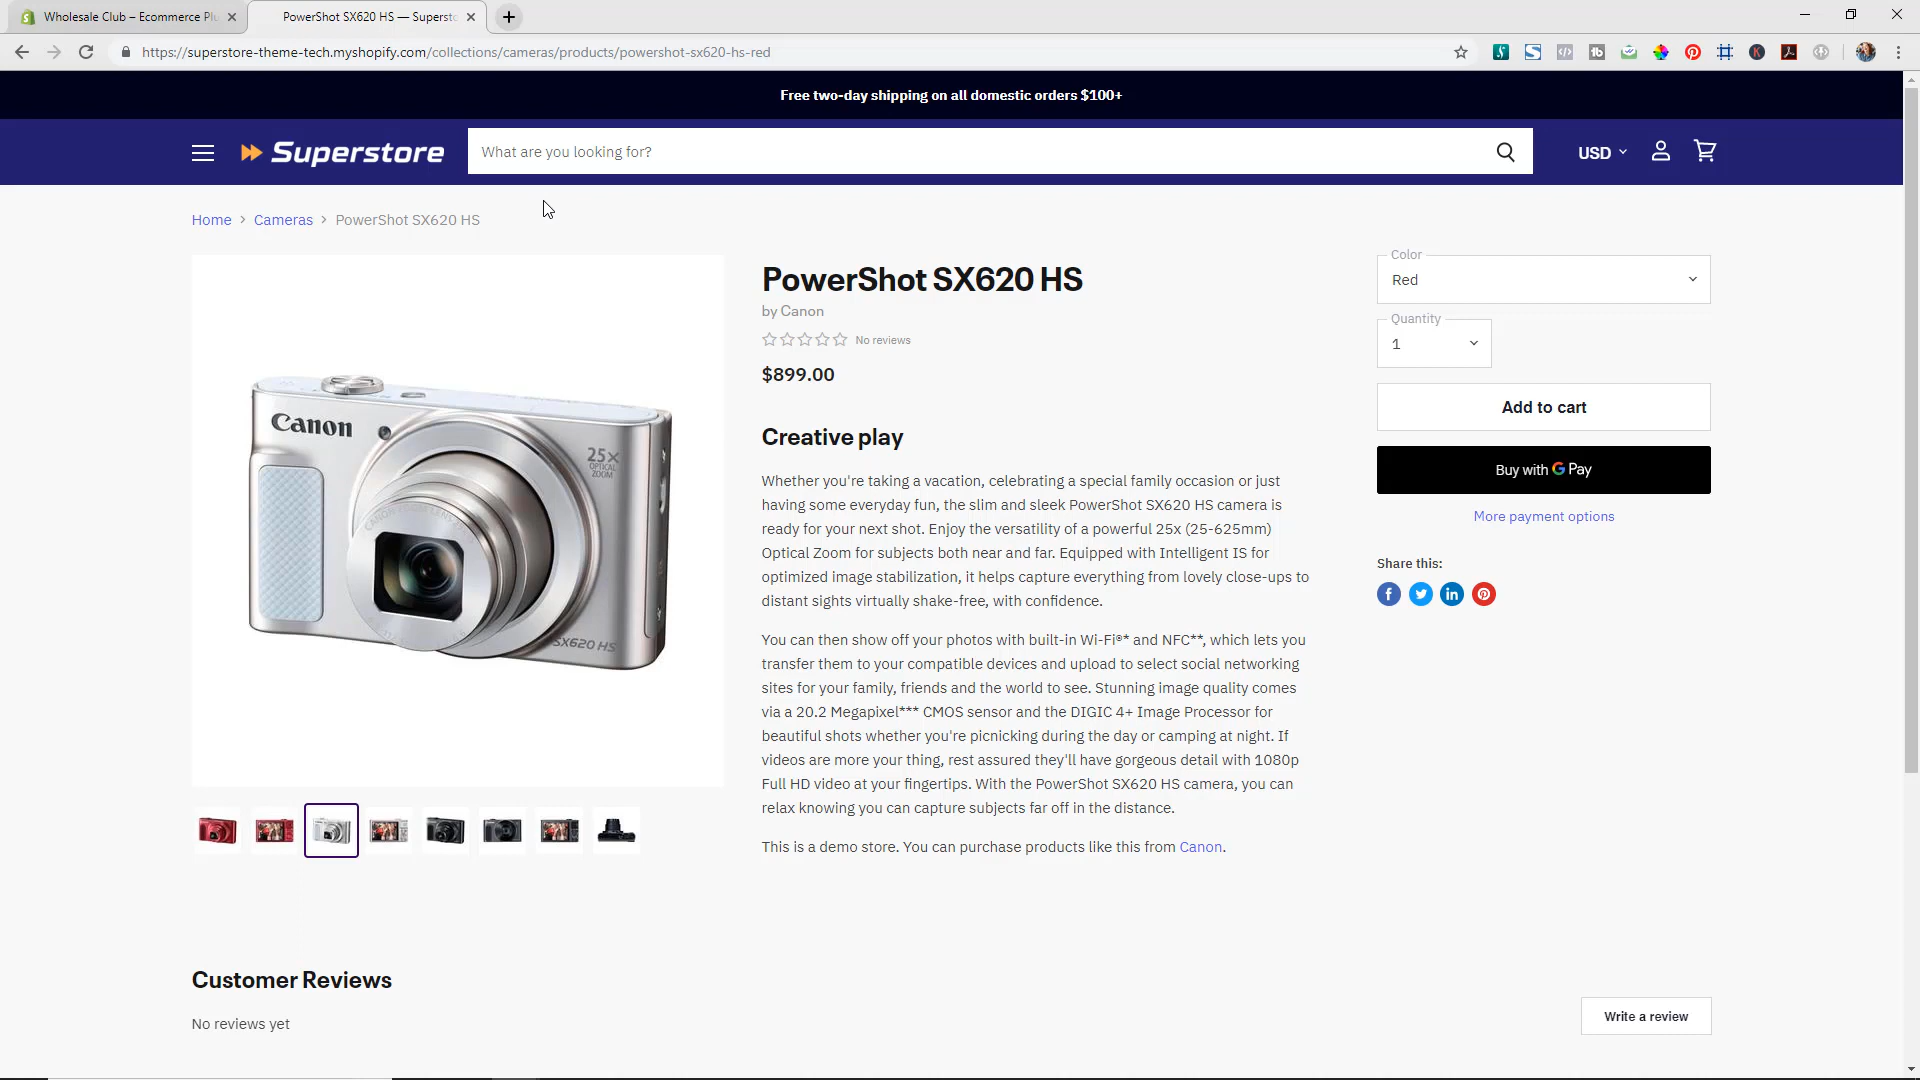 Wholesale Club – Ecommerce Plu
PowerShot SX620 HS — Supersto
https://superstore-theme-tech.myshopify.com/collections/cameras/products/powershot-sx620-hs-red
Free two-day shipping on all domestic orders $100+
Superstore
What are you looking for?
USD
Home > Cameras > PowerShot SX620 HS
Canon
25x
OPTICAL
ZOOM
SX620 HS
PowerShot SX620 HS
by Canon
No reviews
$899.00
Creative play
Whether you're taking a vacation, celebrating a special family occasion or just
having some everyday fun, the slim and sleek PowerShot SX620 HS camera is
ready for your next shot. Enjoy the versatility of a powerful 25x (25-625mm)
Optical Zoom for subjects both near and far. Equipped with Intelligent IS for
optimized image stabilization, it helps capture everything from lovely close-ups to
distant sights virtually shake-free, with confidence.
You can then show off your photos with built-in Wi-Fi®* and NFC**, which lets you
transfer them to your compatible devices and upload to select social networking
sites for your family, friends and the world to see. Stunning image quality comes
via a 20.2 Megapixel*** CMOS sensor and the DIGIC 4+ Image Processor for
beautiful shots whether you're picnicking during the day or camping at night. If
videos are more your thing, rest assured they'll have gorgeous detail with 1080p
Full HD video at your fingertips. With the PowerShot SX620 HS camera, you can
relax knowing you can capture subjects far off in the distance.
This is a demo store. You can purchase products like this from Canon.
Color
Red
Quantity
1
Add to cart
Buy with G Pay
More payment options
Share this:
Customer Reviews
No reviews yet
Write a review